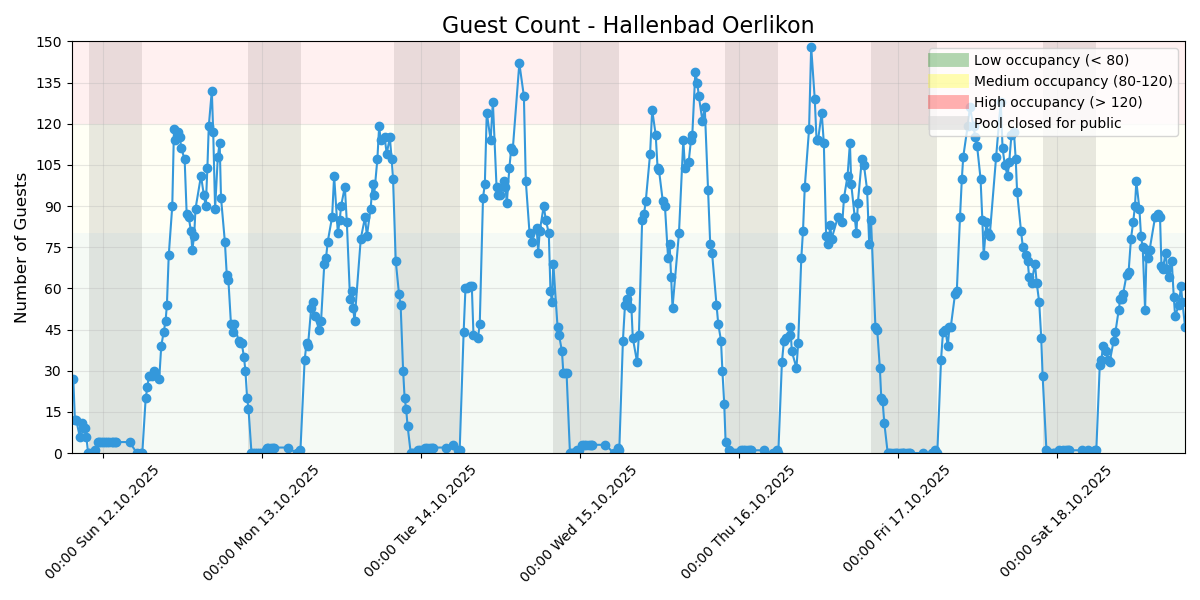 Guest Count - Hallenbad Oerlikon
Number of Guests
150
135
120
105
90
75
60
45
30
15
0
Low occupancy (< 80)
Medium occupancy (80-120)
High occupancy (> 120)
Pool closed for public
00:00 Sun 12.10.2025
00:00 Mon 13.10.2025
00:00 Tue 14.10.2025
00:00 Wed 15.10.2025
00:00 Thu 16.10.2025
00:00 Fri 17.10.2025
00:00 Sat 18.10.2025